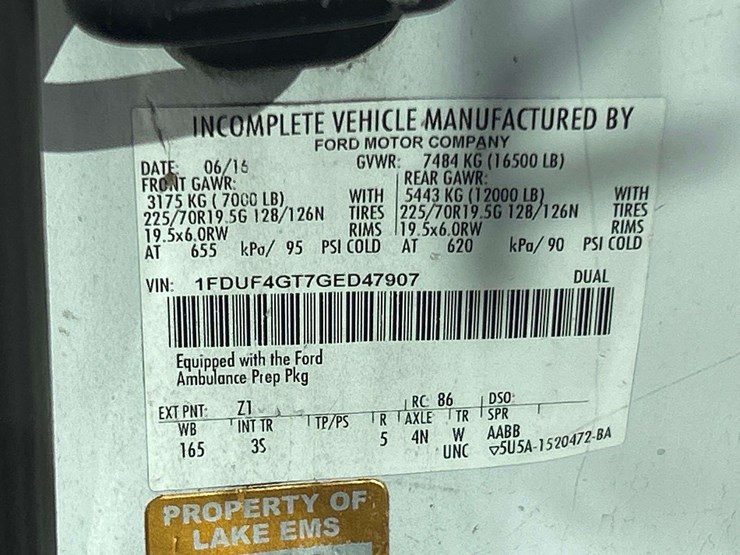 INCOMPLETE VEHICLE MANUFACTURED BY
FORD MOTOR COMPANY
DATE: 06/16 GVWR: 7484 KG (16500 LB)
FRONT GAWR: REAR GAWR:
3175 KG ( 7000 LB) WITH 5443 KG (12000 LB) WITH
225/70R19.5G 128/126N TIRES 225/70R19.5G 128/126N TIRES
19.5x6.0RW RIMS 19.5x6.0RW RIMS
AT 655 kPa/ 95 PSI COLD AT 620 kPa/ 90 PSI COLD
VIN: 1FDUF4GT7GED47907 DUAL
Equipped with the Ford
Ambulance Prep Pkg
EXT PNT: Z1 RC: 86 DSO:
WB INT TR TP/PS R AXLE TR SPR
165 3S 5 4N W AABB
UNC ▽5U5A-1520472-BA
PROPERTY OF
LAKE EMS